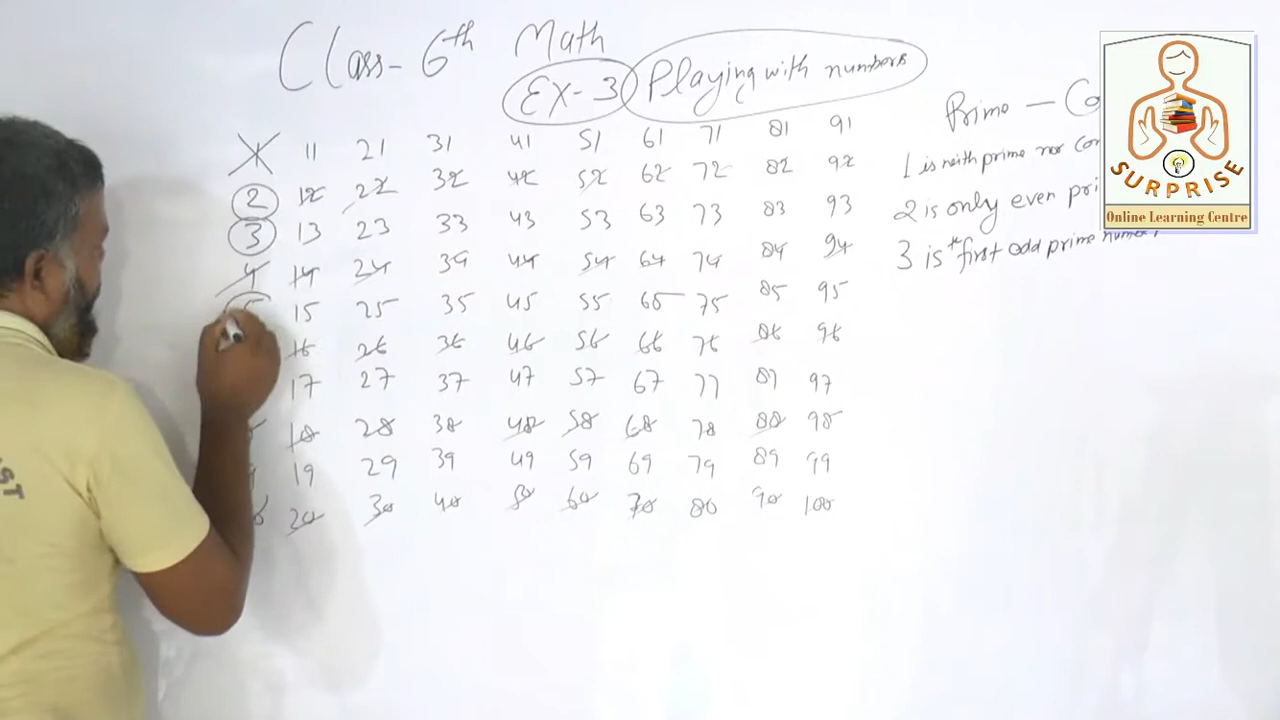 Class- 6th Math
Ex-3 Playing with numbers
Prime - Co
1 11 21 31 41 51 61 71 81 91
1 is neith prime nor com
2 12 22 32 42 52 62 72 82 92
2 is only even pri
3 13 23 33 43 53 63 73 83 93
3 is th first odd prime number
4 14 24 34 44 54 64 74 84 94
5 15 25 35 45 55 65 75 85 95
16 26 36 46 56 66 76 86 96
17 27 37 47 57 67 77 87 97
18 28 38 48 58 68 78 88 98
19 29 39 49 59 69 79 89 99
20 30 40 50 60 70 80 90 100
SURPRISE
Online Learning Centre